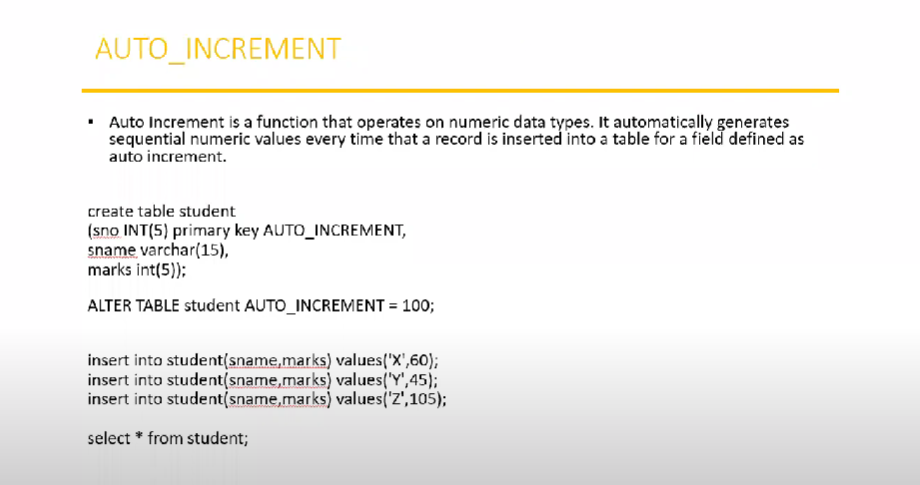 AUTO_INCREMENT
▪ Auto Increment is a function that operates on numeric data types. It automatically generates
sequential numeric values every time that a record is inserted into a table for a field defined as
auto increment.
create table student
(sno INT(5) primary key AUTO_INCREMENT,
sname varchar(15),
marks int(5));
ALTER TABLE student AUTO_INCREMENT = 100;
insert into student(sname,marks) values('X',60);
insert into student(sname,marks) values('Y',45);
insert into student(sname,marks) values('Z',105);
select * from student;